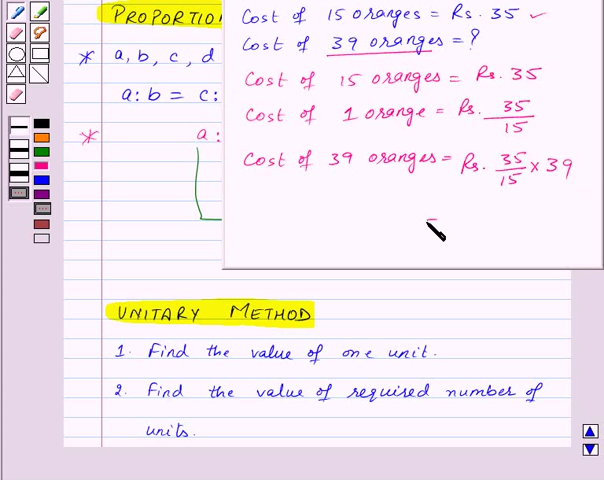 PROPORTIO
Cost of 15 oranges = Rs. 35 ✓
Cost of 39 oranges = ?
* a, b, c, d
a:b = c:
Cost of 15 oranges = Rs. 35
Cost of 1 orange = Rs. 35/15
* a:
Cost of 39 oranges = Rs. 35/15 × 39
UNITARY METHOD
1. Find the value of one unit.
2. Find the value of required number of
units.